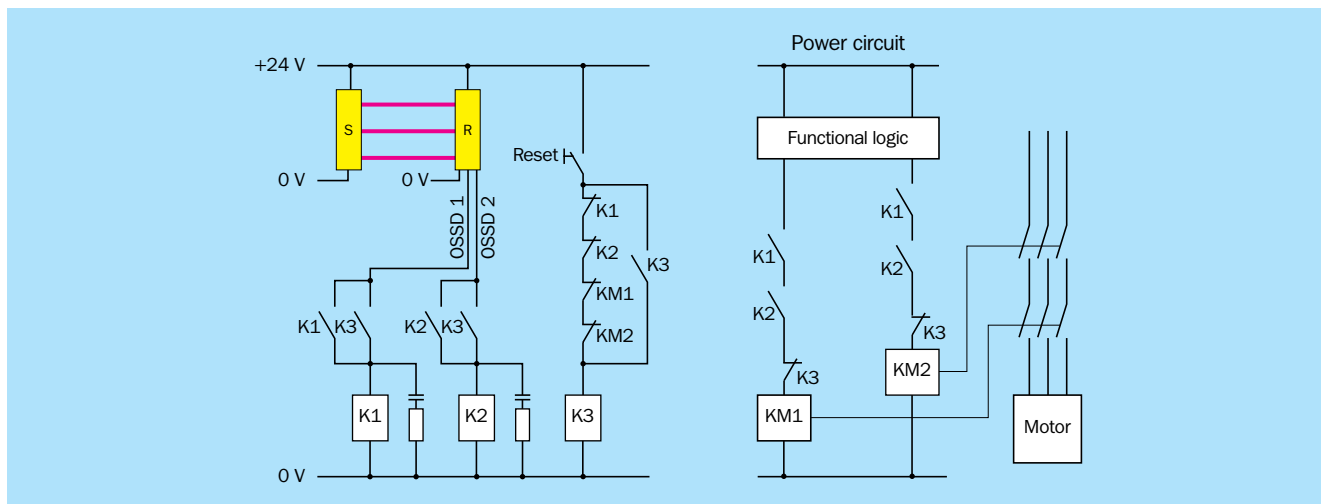 Power circuit
+24 V
S
R
Functional logic
Reset
0 V
0 V
OSSD 1
OSSD 2
K1
K2
KM1
KM2
K3
K1
K2
K3
K1
K2
K3
K1
K3
K2
K3
K1
K2
K3
KM1
KM2
Motor
0 V